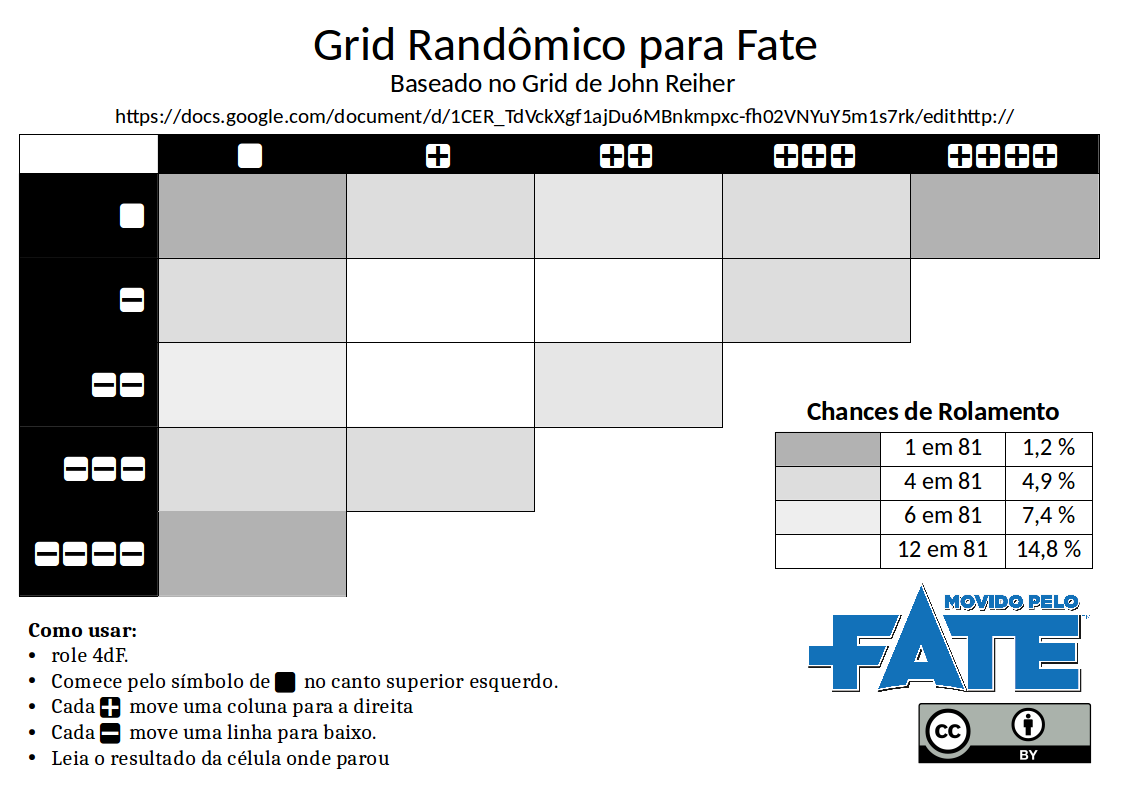 Grid Randômico para Fate
Baseado no Grid de John Reiher
https://docs.google.com/document/d/1CER_TdVckXgf1ajDu6MBnkmpxc-fh02VNYuY5m1s7rk/edithttp://
+ ++ +++ ++++
−
−−
−−−
−−−−
Chances de Rolamento
1 em 81 1,2 %
4 em 81 4,9 %
6 em 81 7,4 %
12 em 81 14,8 %
MOVIDO PELO
FATE
cc
BY
Como usar:
• role 4dF.
• Comece pelo símbolo de no canto superior esquerdo.
• Cada + move uma coluna para a direita
• Cada − move uma linha para baixo.
• Leia o resultado da célula onde parou